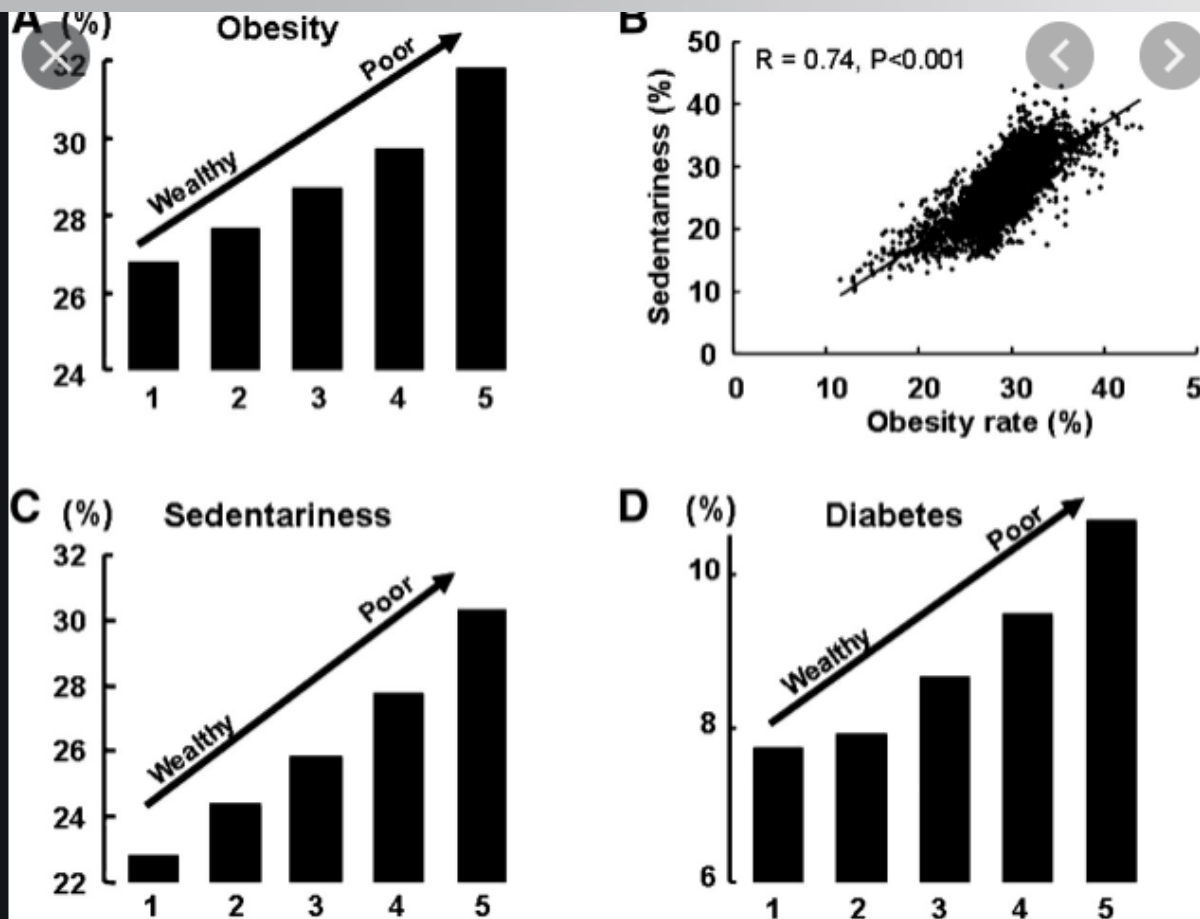 A (%) Obesity
32
30
28
26
24
Wealthy
Poor
1 2 3 4 5
B
R = 0.74, P<0.001
Sedentariness (%)
50
40
30
20
10
0
0 10 20 30 40 5
Obesity rate (%)
C (%) Sedentariness
32
30
28
26
24
22
Wealthy
Poor
1 2 3 4 5
D (%) Diabetes
10
8
6
Wealthy
Poor
1 2 3 4 5